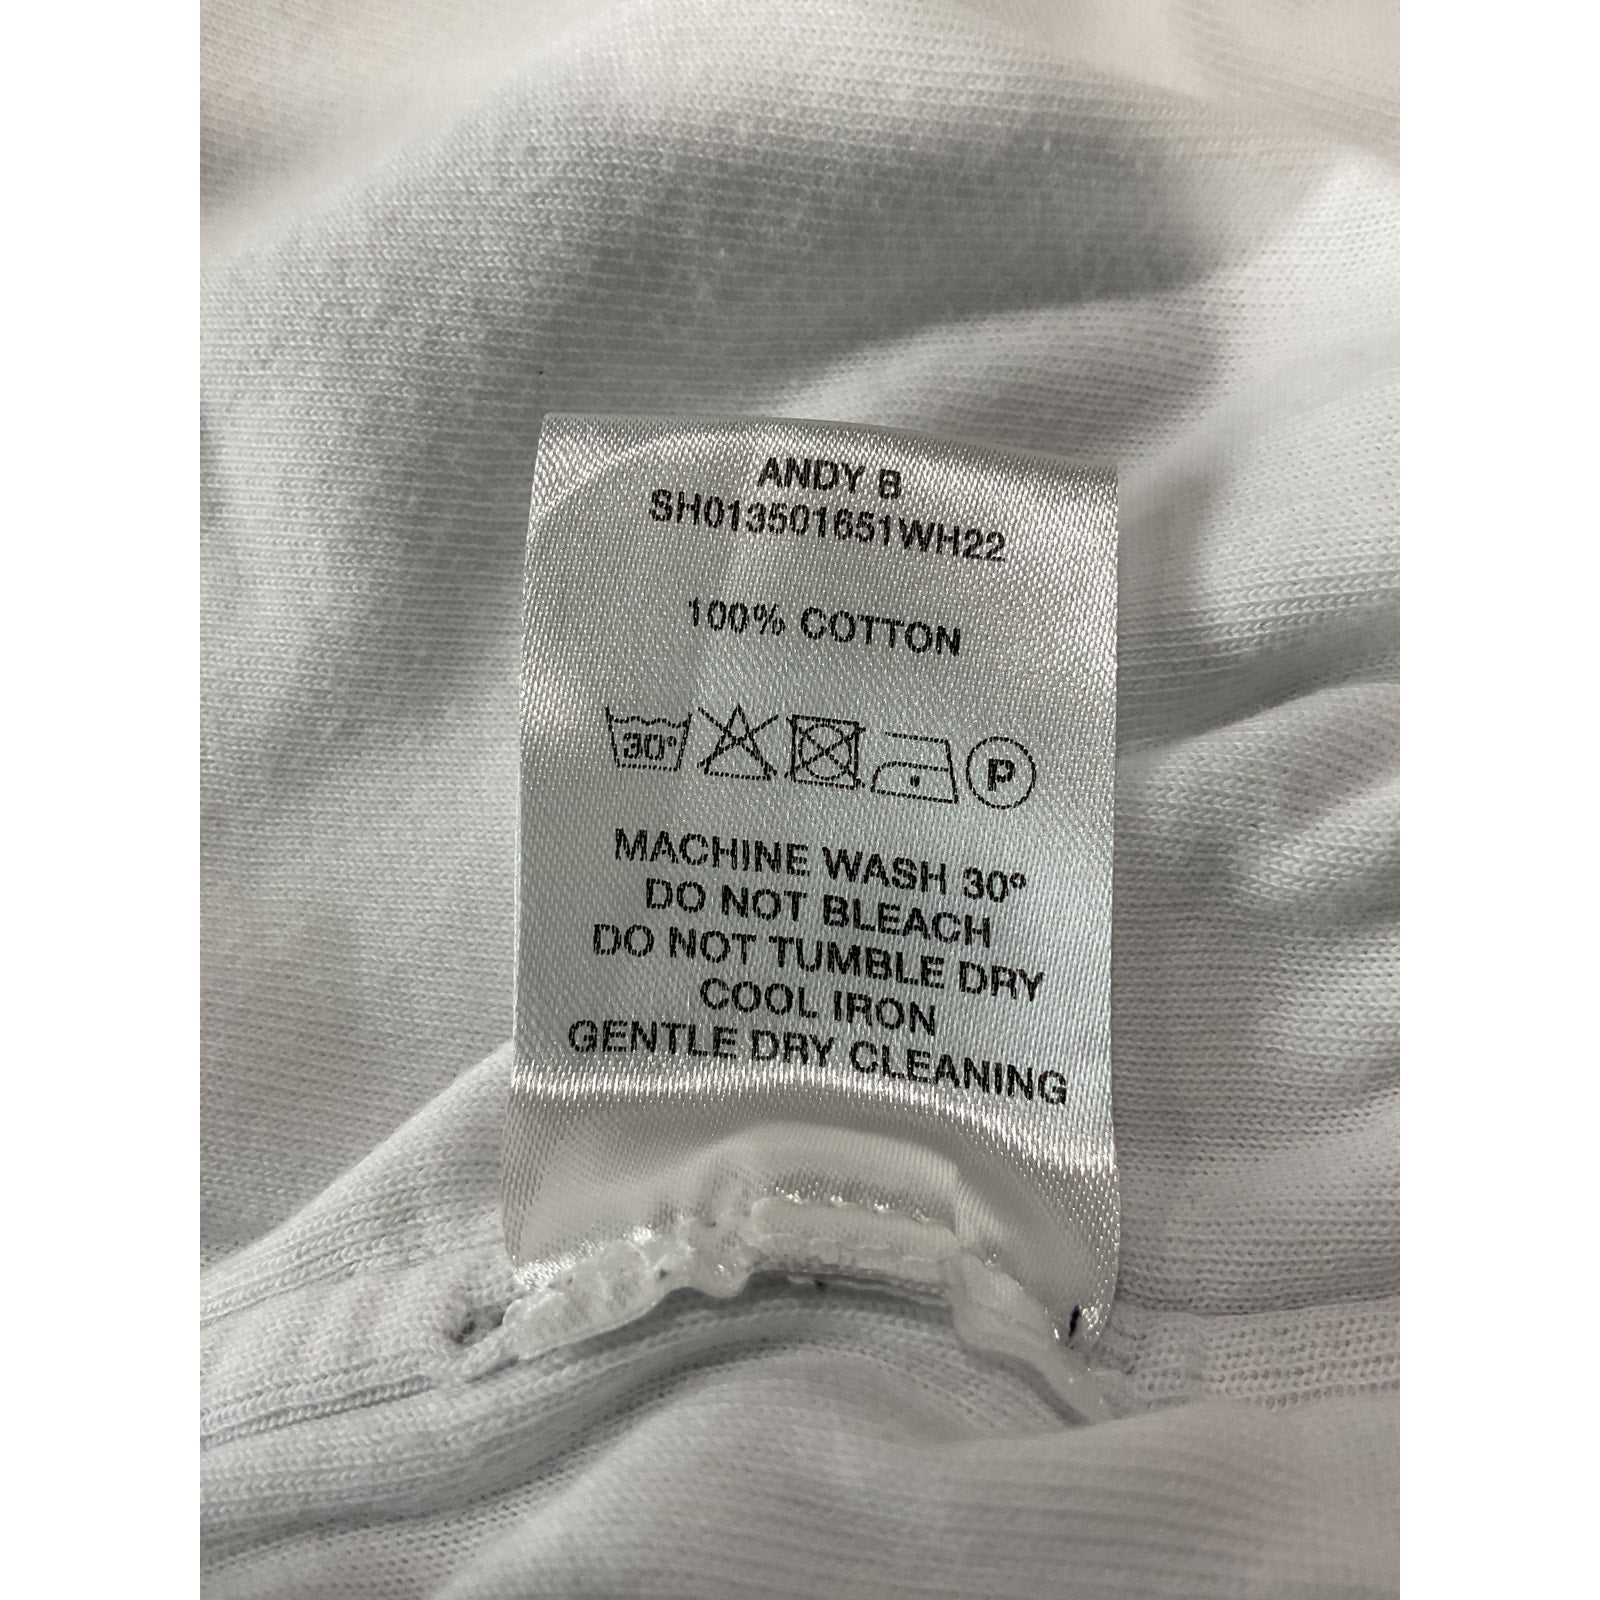 ANDY B
SH013501651WH22
100% COTTON
30° P
MACHINE WASH 30º
DO NOT BLEACH
DO NOT TUMBLE DRY
COOL IRON
GENTLE DRY CLEANING